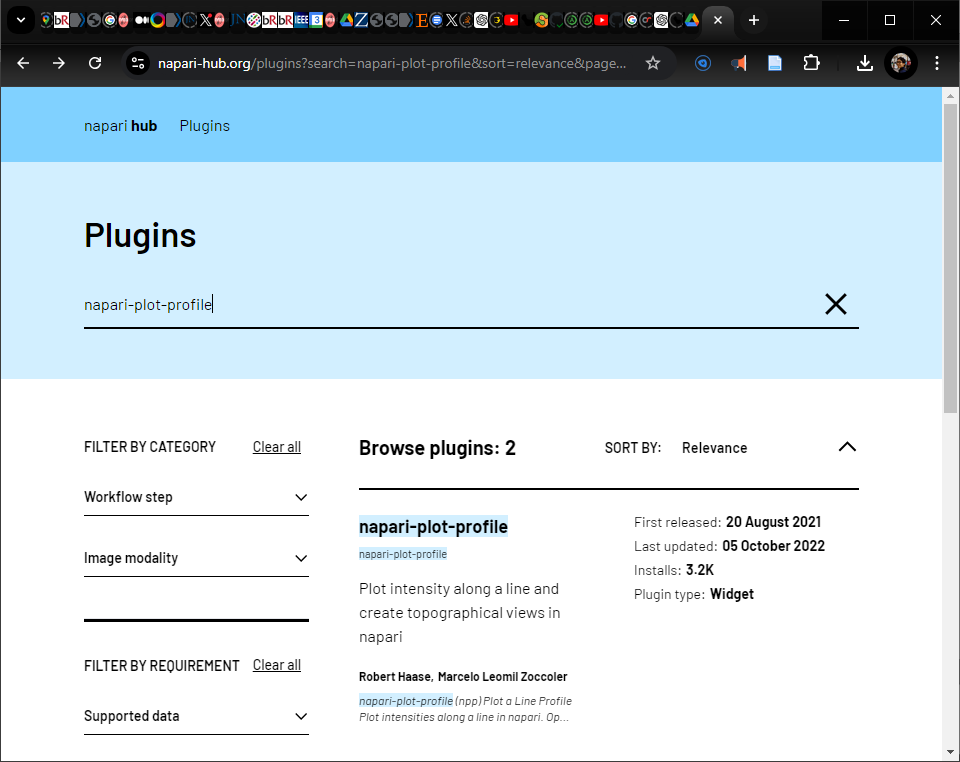 napari-hub.org/plugins?search=napari-plot-profile&sort=relevance&page...
napari hub Plugins
Plugins
napari-plot-profile
FILTER BY CATEGORY Clear all
Workflow step
Image modality
FILTER BY REQUIREMENT Clear all
Supported data
Browse plugins: 2
SORT BY: Relevance
napari-plot-profile
napari-plot-profile
Plot intensity along a line and
create topographical views in
napari
Robert Haase, Marcelo Leomil Zoccoler
napari-plot-profile (npp) Plot a Line Profile
Plot intensities along a line in napari. Op...
First released: 20 August 2021
Last updated: 05 October 2022
Installs: 3.2K
Plugin type: Widget